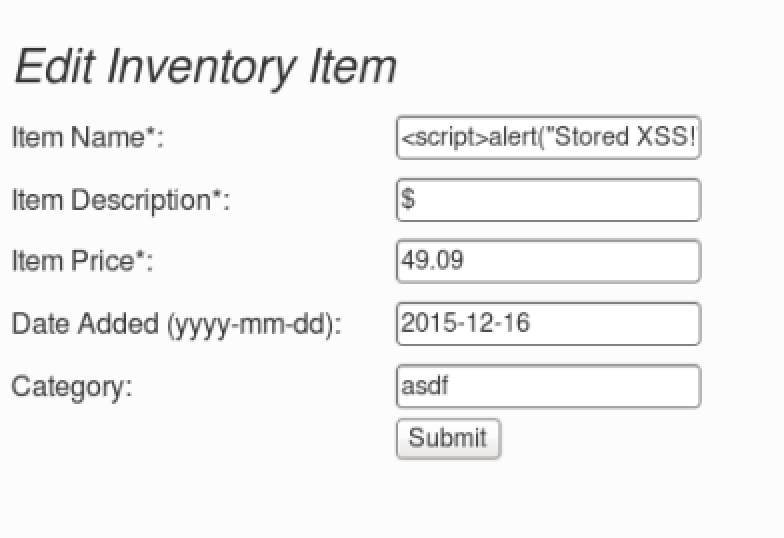 Edit Inventory Item
Item Name*: <script>alert("Stored XSS!
Item Description*: $
Item Price*: 49.09
Date Added (yyyy-mm-dd): 2015-12-16
Category: asdf
Submit